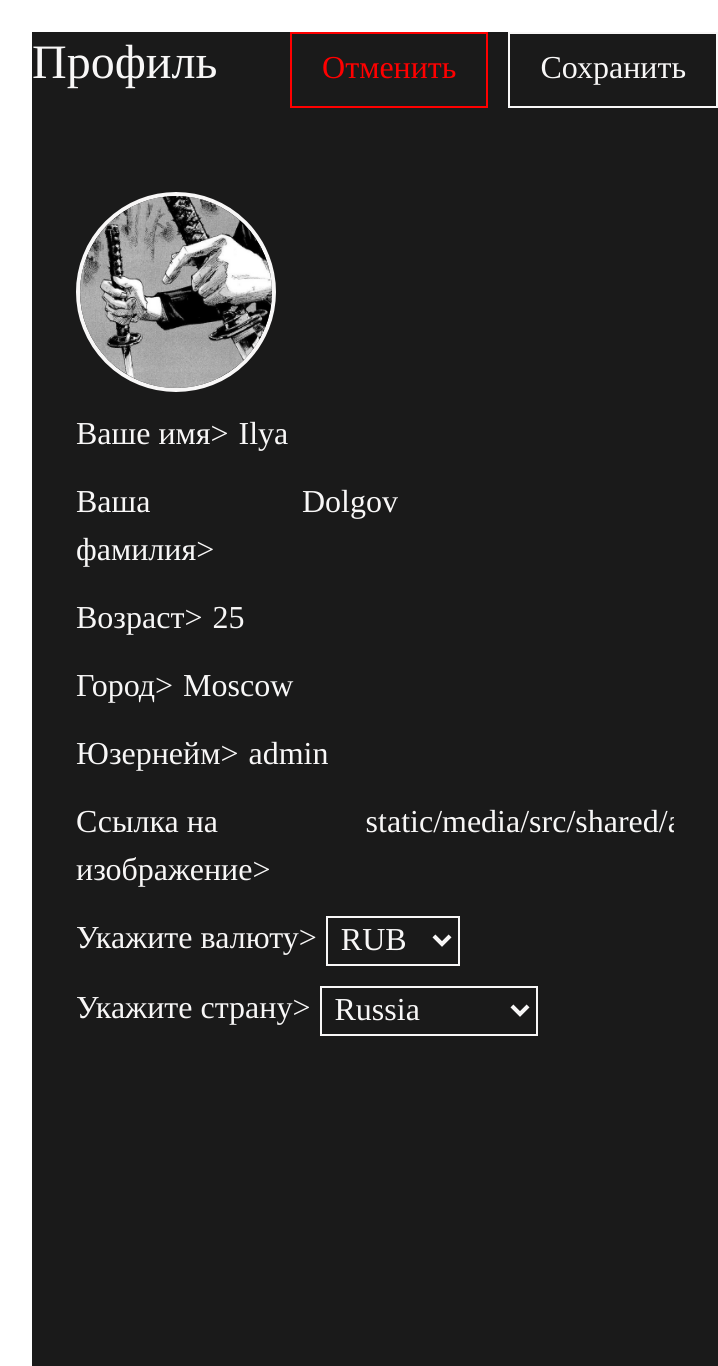 Профиль Отменить Сохранить
Ваше имя> Ilya
Ваша Dolgov
фамилия>
Возраст> 25
Город> Moscow
Юзернейм> admin
Ссылка на static/media/src/shared/a
изображение>
Укажите валюту> RUB
Укажите страну> Russia